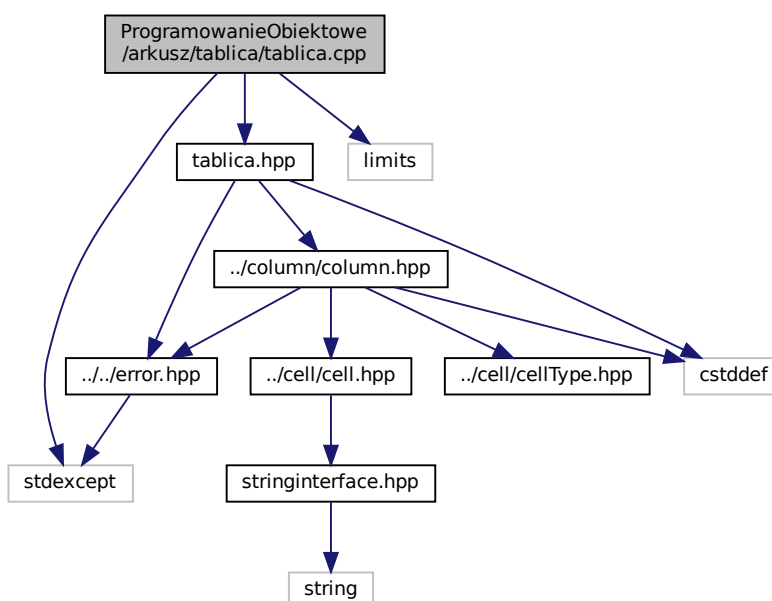 ProgramowanieObiektowe
/arkusz/tablica/tablica.cpp
tablica.hpp
limits
../column/column.hpp
../../error.hpp
../cell/cell.hpp
../cell/cellType.hpp
cstddef
stdexcept
stringinterface.hpp
string